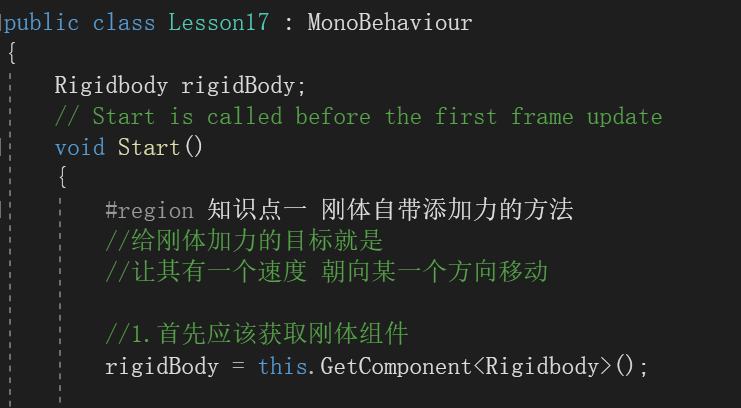 public class Lesson17 : MonoBehaviour
{
Rigidbody rigidBody;
// Start is called before the first frame update
void Start()
{
#region 知识点一 刚体自带添加力的方法
//给刚体加力的目标就是
//让其有一个速度 朝向某一个方向移动
//1.首先应该获取刚体组件
rigidBody = this.GetComponent<Rigidbody>();